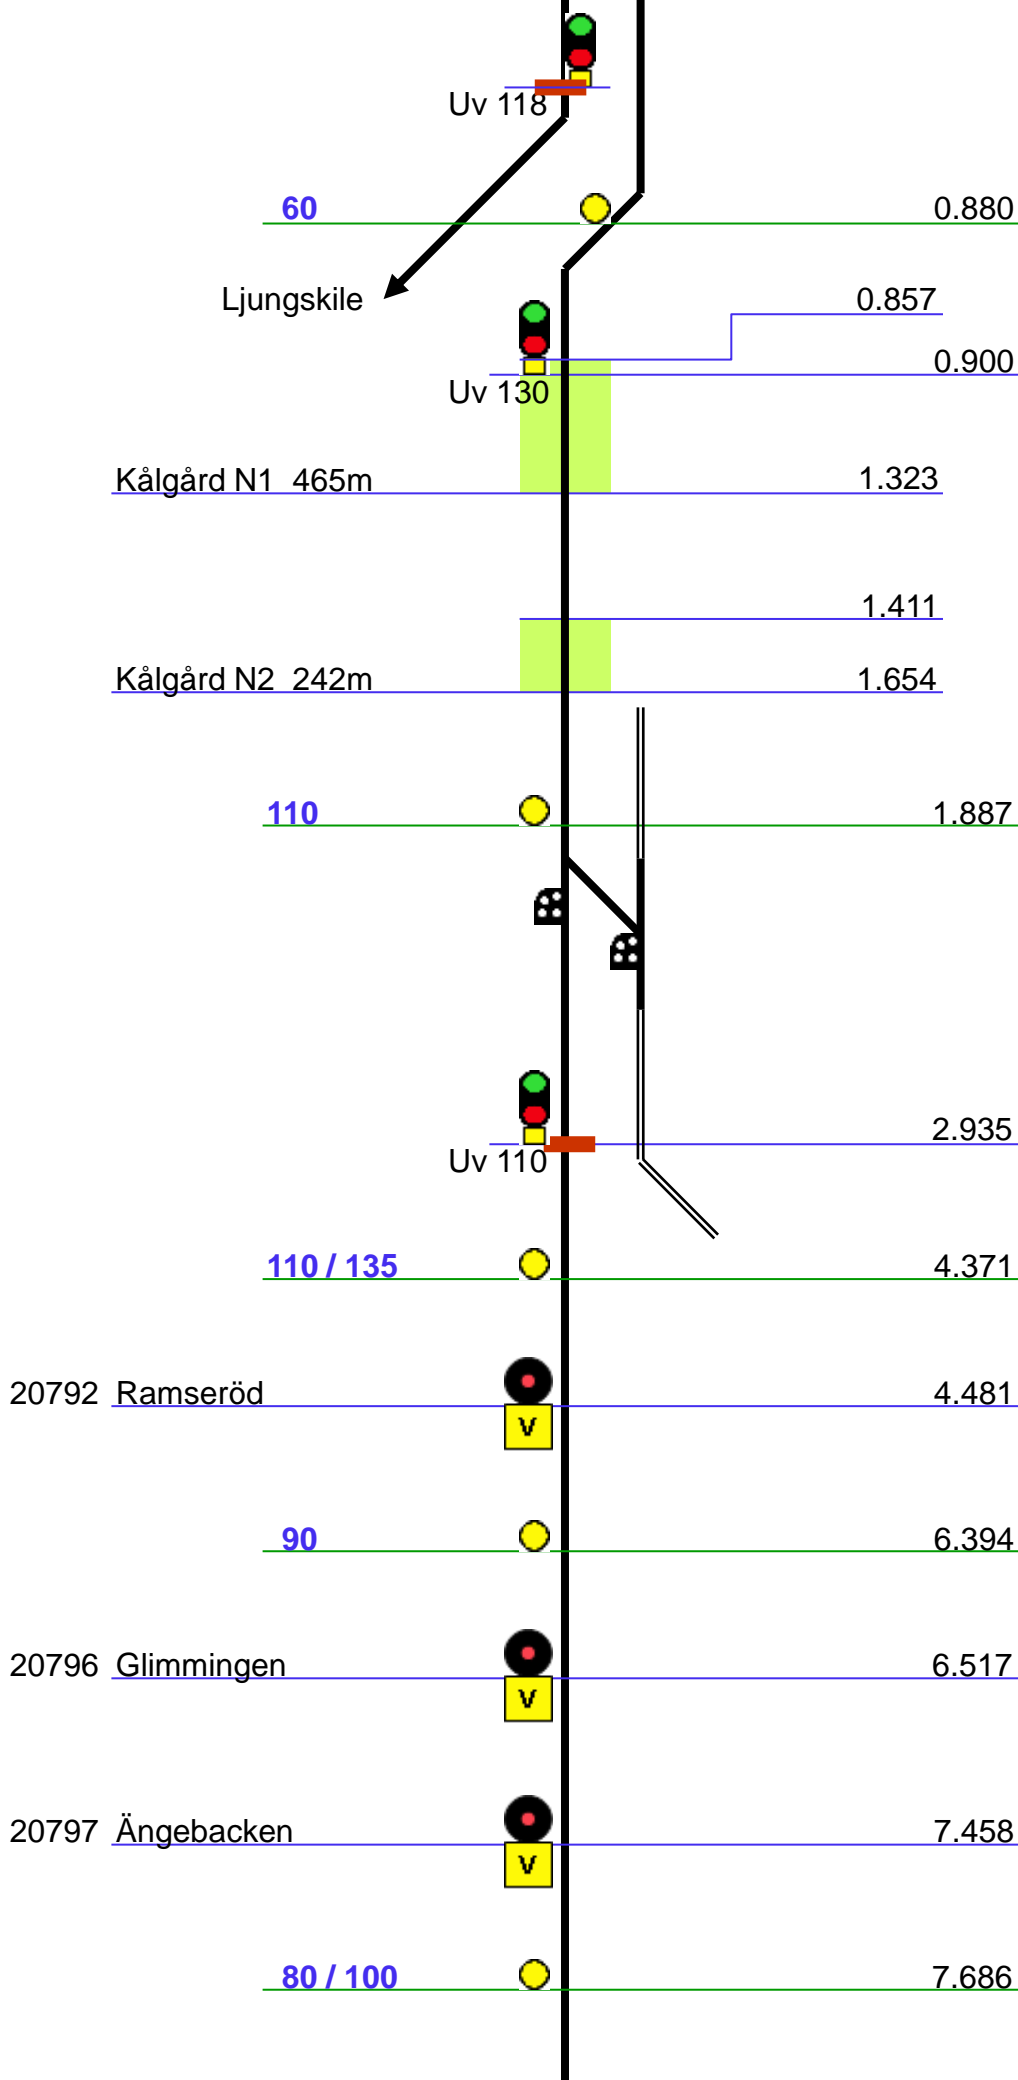 Uv 118
60 0.880
Ljungskile 0.857
0.900
Uv 130
Kålgård N1 465m 1.323
1.411
Kålgård N2 242m 1.654
110 1.887
2.935
Uv 110
110 / 135 4.371
20792 Ramseröd 4.481
V
90 6.394
20796 Glimmingen 6.517
V
20797 Ängebacken 7.458
V
80 / 100 7.686